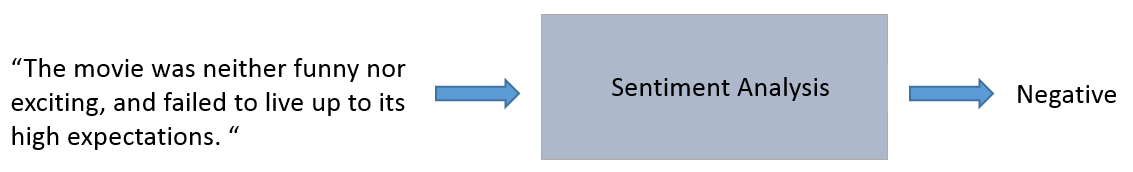 “The movie was neither funny nor
exciting, and failed to live up to its
high expectations. “
Sentiment Analysis
Negative